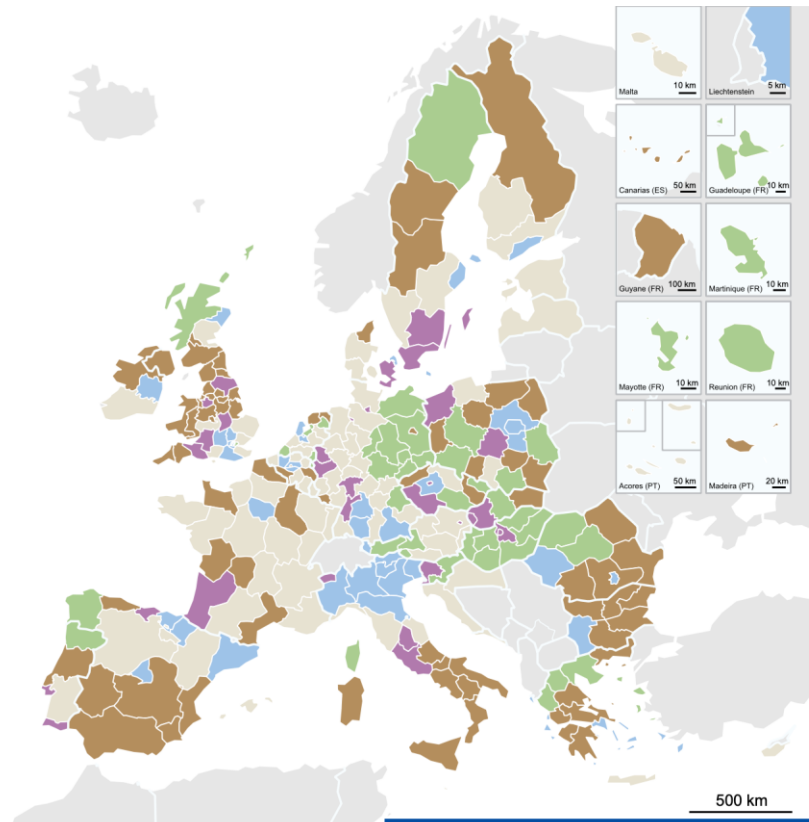 Malta
10 km
Liechtenstein
5 km
Canarias (ES)
50 km
Guadeloupe (FR)
10 km
Guyane (FR)
100 km
Martinique (FR)
10 km
Mayotte (FR)
10 km
Reunion (FR)
10 km
Acores (PT)
50 km
Madeira (PT)
20 km
500 km